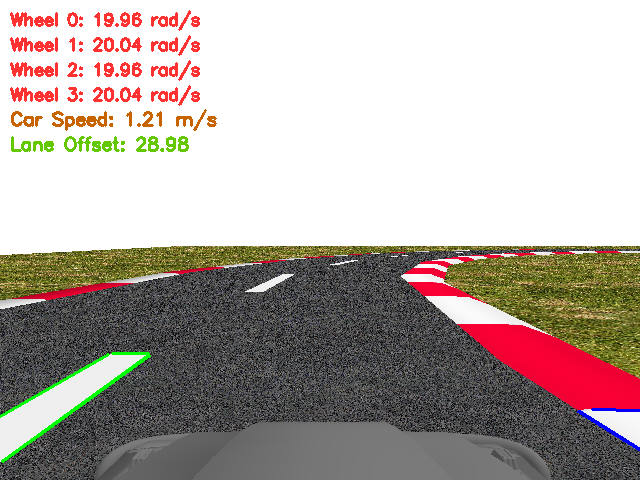 Wheel 0: 19.96 rad/s
Wheel 1: 20.04 rad/s
Wheel 2: 19.96 rad/s
Wheel 3: 20.04 rad/s
Car Speed: 1.21 m/s
Lane Offset: 28.98